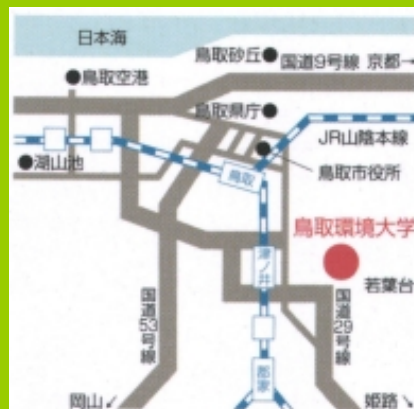 日本海
鳥取砂丘
国道9号線 京都→
鳥取空港
鳥取県庁
JR山陰本線
湖山池
鳥取
鳥取市役所
鳥取環境大学
津ノ井
若葉台
国道53号線
国道29号線
郡家
岡山↙
姫路↘